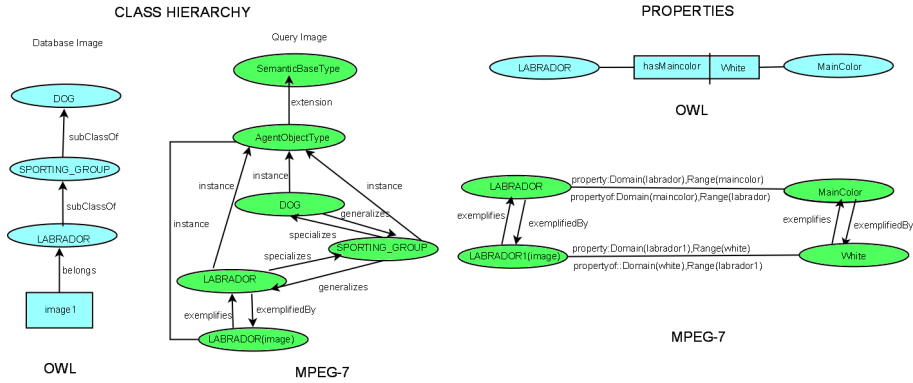 CLASS HIERARCHY
Database Image
DOG
subClassOf
SPORTING_GROUP
subClassOf
LABRADOR
belongs
image1
OWL
Query Image
SemanticBaseType
extension
AgentObjectType
instance
instance
instance
instance
DOG
generalizes
specializes
SPORTING_GROUP
specializes
generalizes
LABRADOR
exemplifies
exemplifiedBy
LABRADOR(image)
MPEG-7
PROPERTIES
LABRADOR
hasMaincolor
White
MainColor
OWL
LABRADOR
property:Domain(labrador),Range(maincolor)
propertyof:Domain(maincolor),Range(labrador)
MainColor
exemplifies
exemplifiedBy
exemplifies
exemplifiedBy
LABRADOR1(image)
property:Domain(labrador1),Range(white)
propertyof::Domain(white),Range(labrador1)
White
MPEG-7